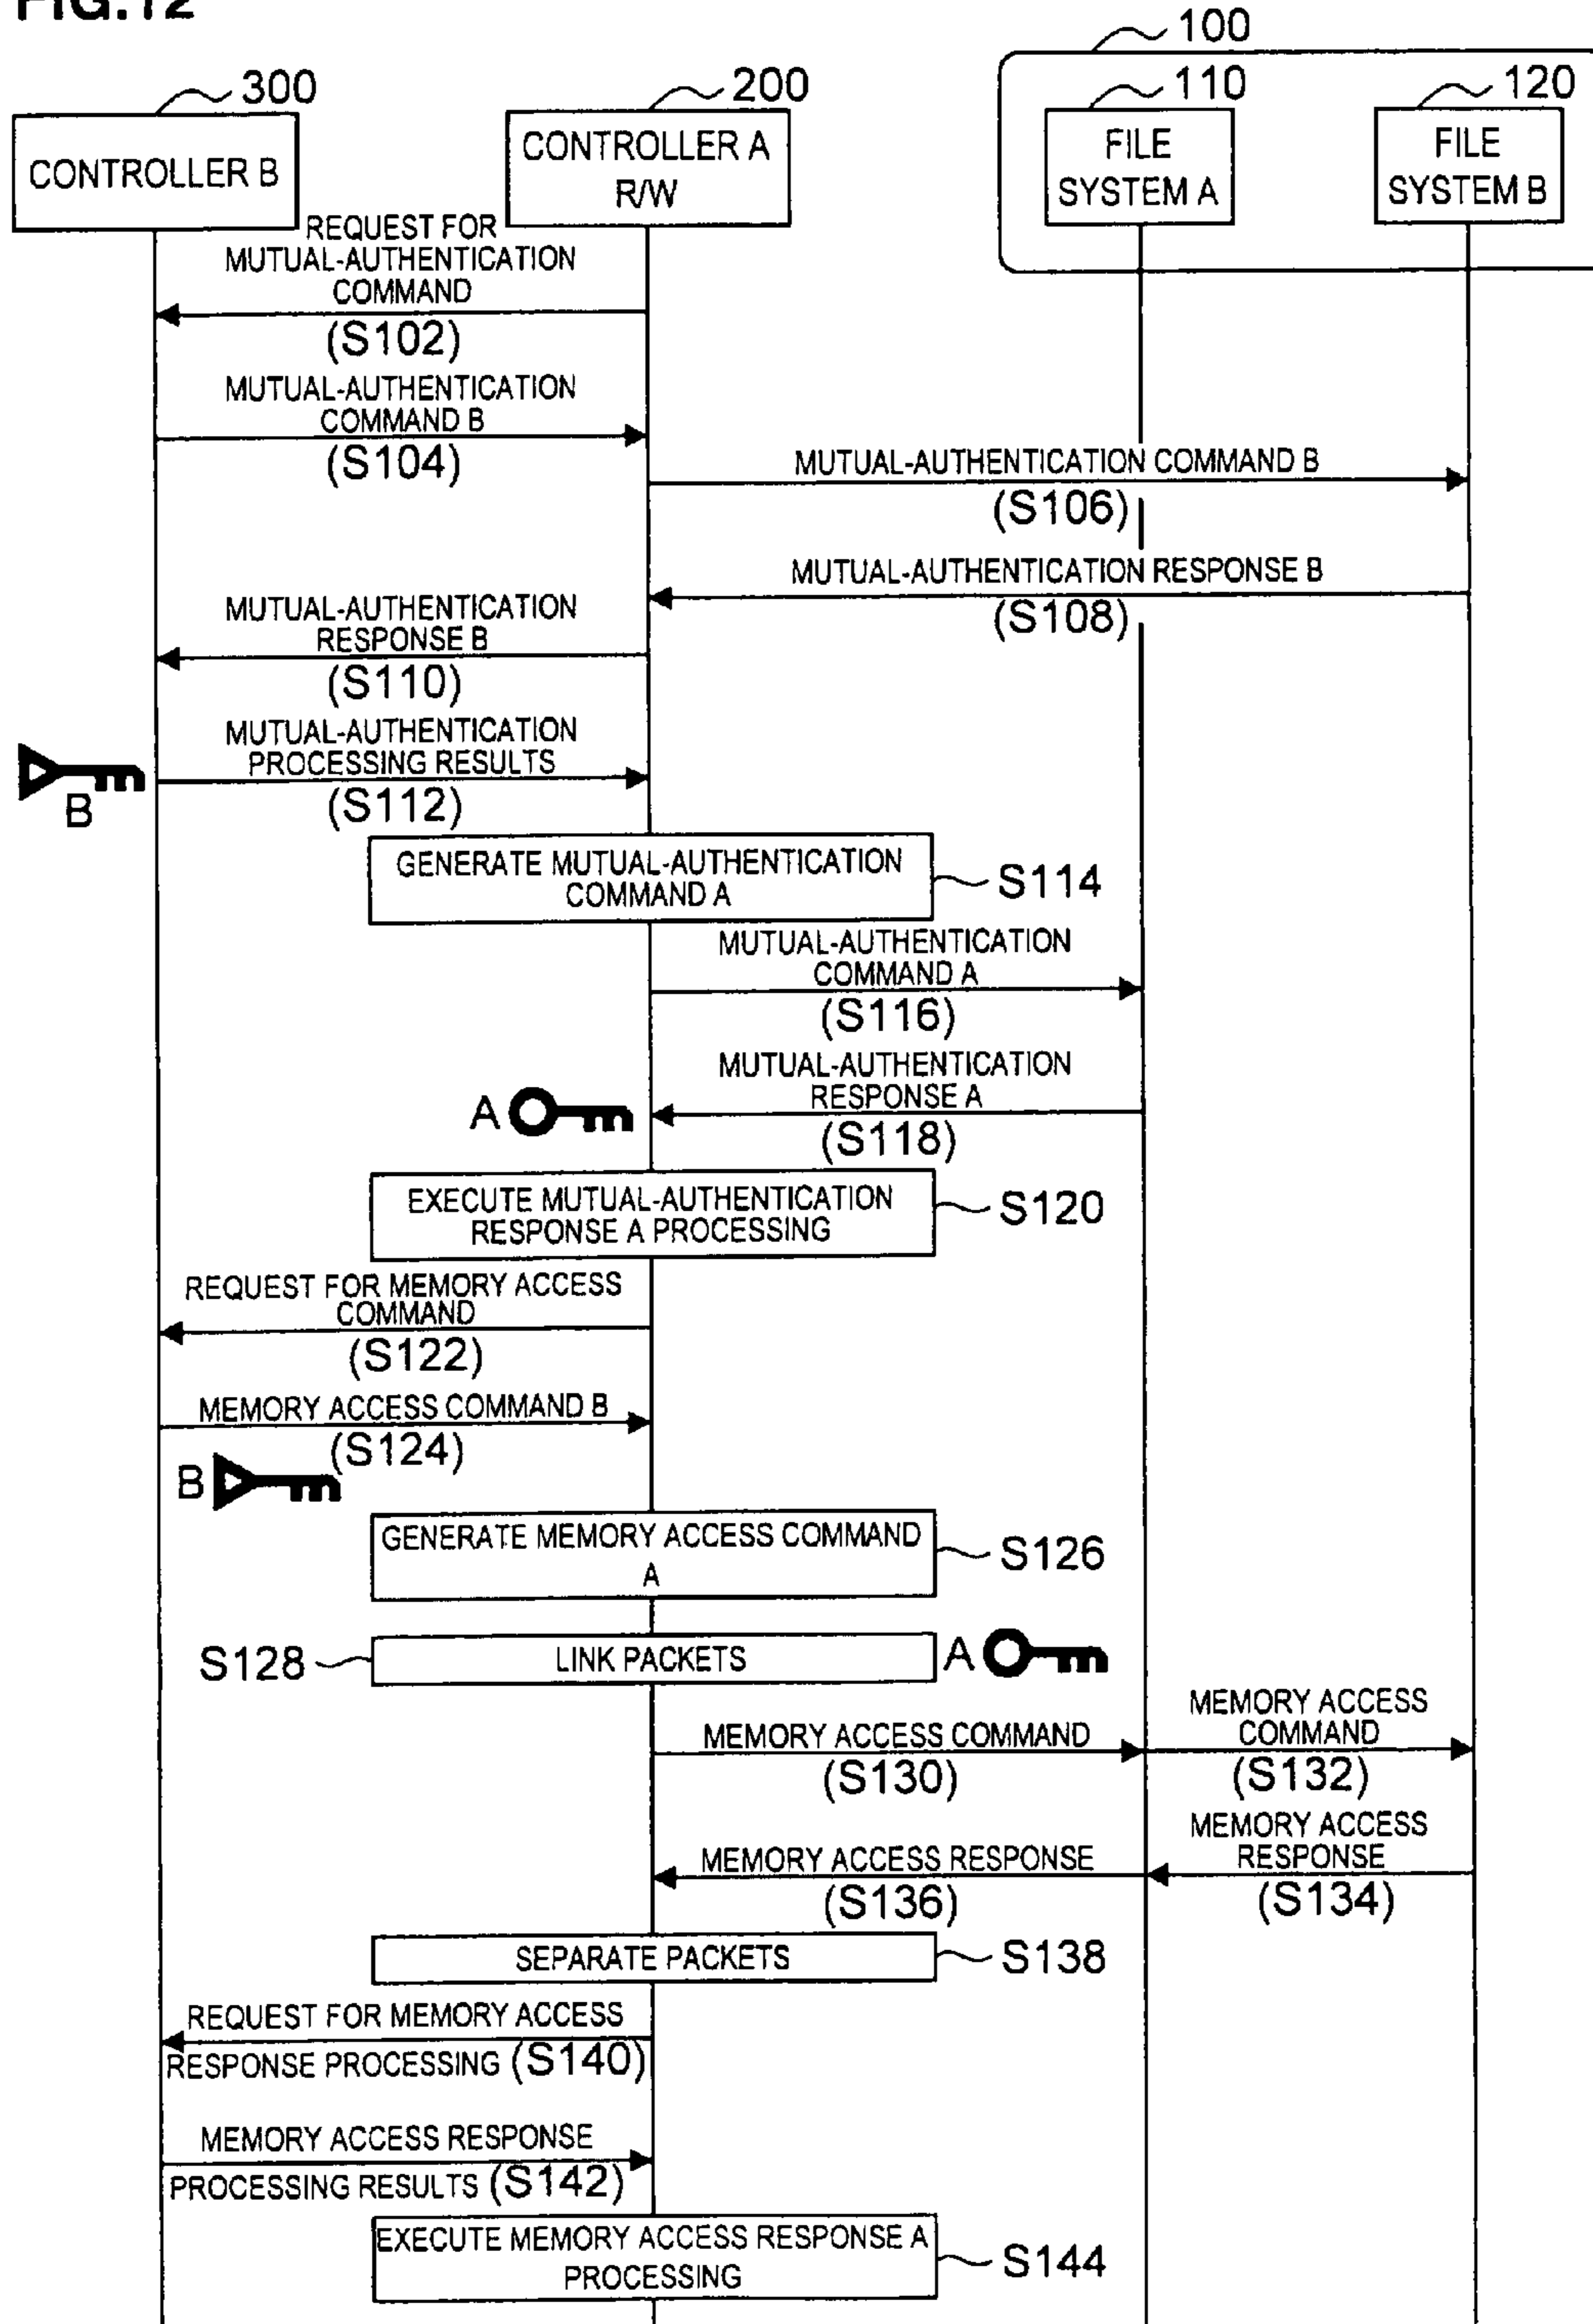 FIG.12
100
300
200
110
120
CONTROLLER B
CONTROLLER A
R/W
FILE
SYSTEM A
FILE
SYSTEM B
REQUEST FOR
MUTUAL-AUTHENTICATION
COMMAND
(S102)
MUTUAL-AUTHENTICATION
COMMAND B
(S104)
MUTUAL-AUTHENTICATION COMMAND B
(S106)
MUTUAL-AUTHENTICATION RESPONSE B
(S108)
MUTUAL-AUTHENTICATION
RESPONSE B
(S110)
MUTUAL-AUTHENTICATION
PROCESSING RESULTS
(S112)
B
GENERATE MUTUAL-AUTHENTICATION
COMMAND A
S114
MUTUAL-AUTHENTICATION
COMMAND A
(S116)
MUTUAL-AUTHENTICATION
RESPONSE A
(S118)
A
EXECUTE MUTUAL-AUTHENTICATION
RESPONSE A PROCESSING
S120
REQUEST FOR MEMORY ACCESS
COMMAND
(S122)
MEMORY ACCESS COMMAND B
(S124)
B
GENERATE MEMORY ACCESS COMMAND
A
S126
S128
LINK PACKETS
A
MEMORY ACCESS COMMAND
(S130)
MEMORY ACCESS
COMMAND
(S132)
MEMORY ACCESS
RESPONSE
(S134)
MEMORY ACCESS RESPONSE
(S136)
SEPARATE PACKETS
S138
REQUEST FOR MEMORY ACCESS
RESPONSE PROCESSING (S140)
MEMORY ACCESS RESPONSE
PROCESSING RESULTS (S142)
EXECUTE MEMORY ACCESS RESPONSE A
PROCESSING
S144